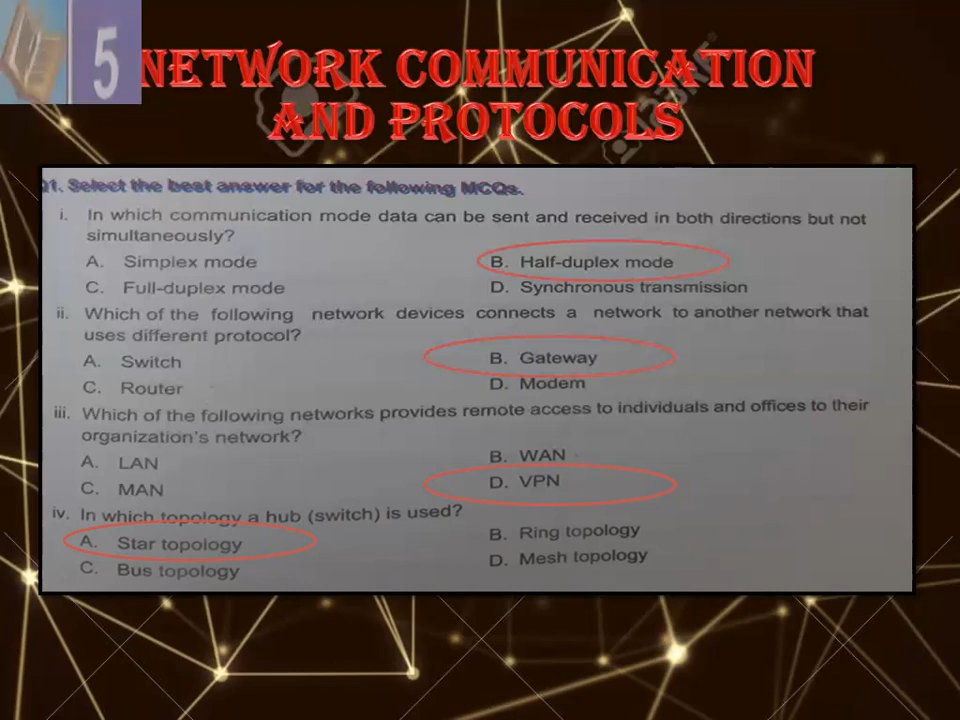 5
NETWORK COMMUNICATION
AND PROTOCOLS
Q1. Select the best answer for the following MCQs.
i. In which communication mode data can be sent and received in both directions but not
simultaneously?
A. Simplex mode B. Half-duplex mode
C. Full-duplex mode D. Synchronous transmission
ii. Which of the following network devices connects a network to another network that
uses different protocol?
A. Switch B. Gateway
C. Router D. Modem
iii. Which of the following networks provides remote access to individuals and offices to their
organization's network?
A. LAN B. WAN
C. MAN D. VPN
iv. In which topology a hub (switch) is used?
A. Star topology B. Ring topology
C. Bus topology D. Mesh topology